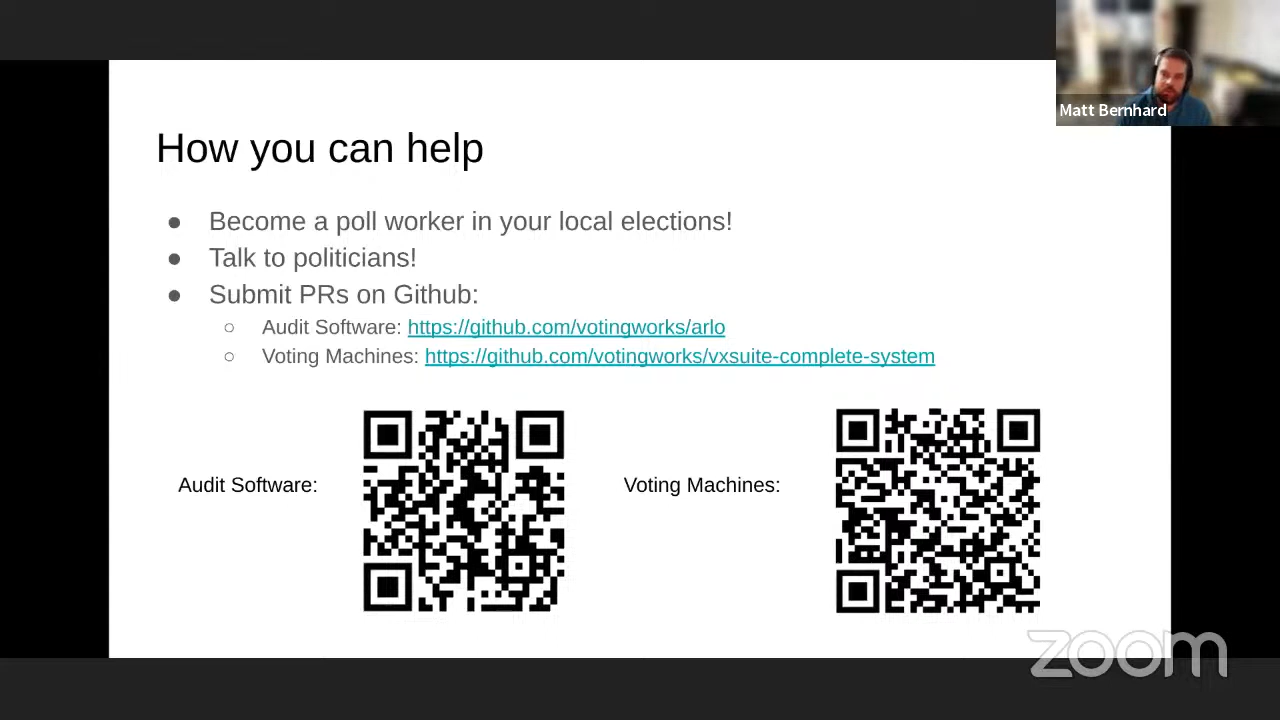 Matt Bernhard
How you can help
● Become a poll worker in your local elections!
● Talk to politicians!
● Submit PRs on Github:
○ Audit Software: https://github.com/votingworks/arlo
○ Voting Machines: https://github.com/votingworks/vxsuite-complete-system
Audit Software:
Voting Machines:
zoom